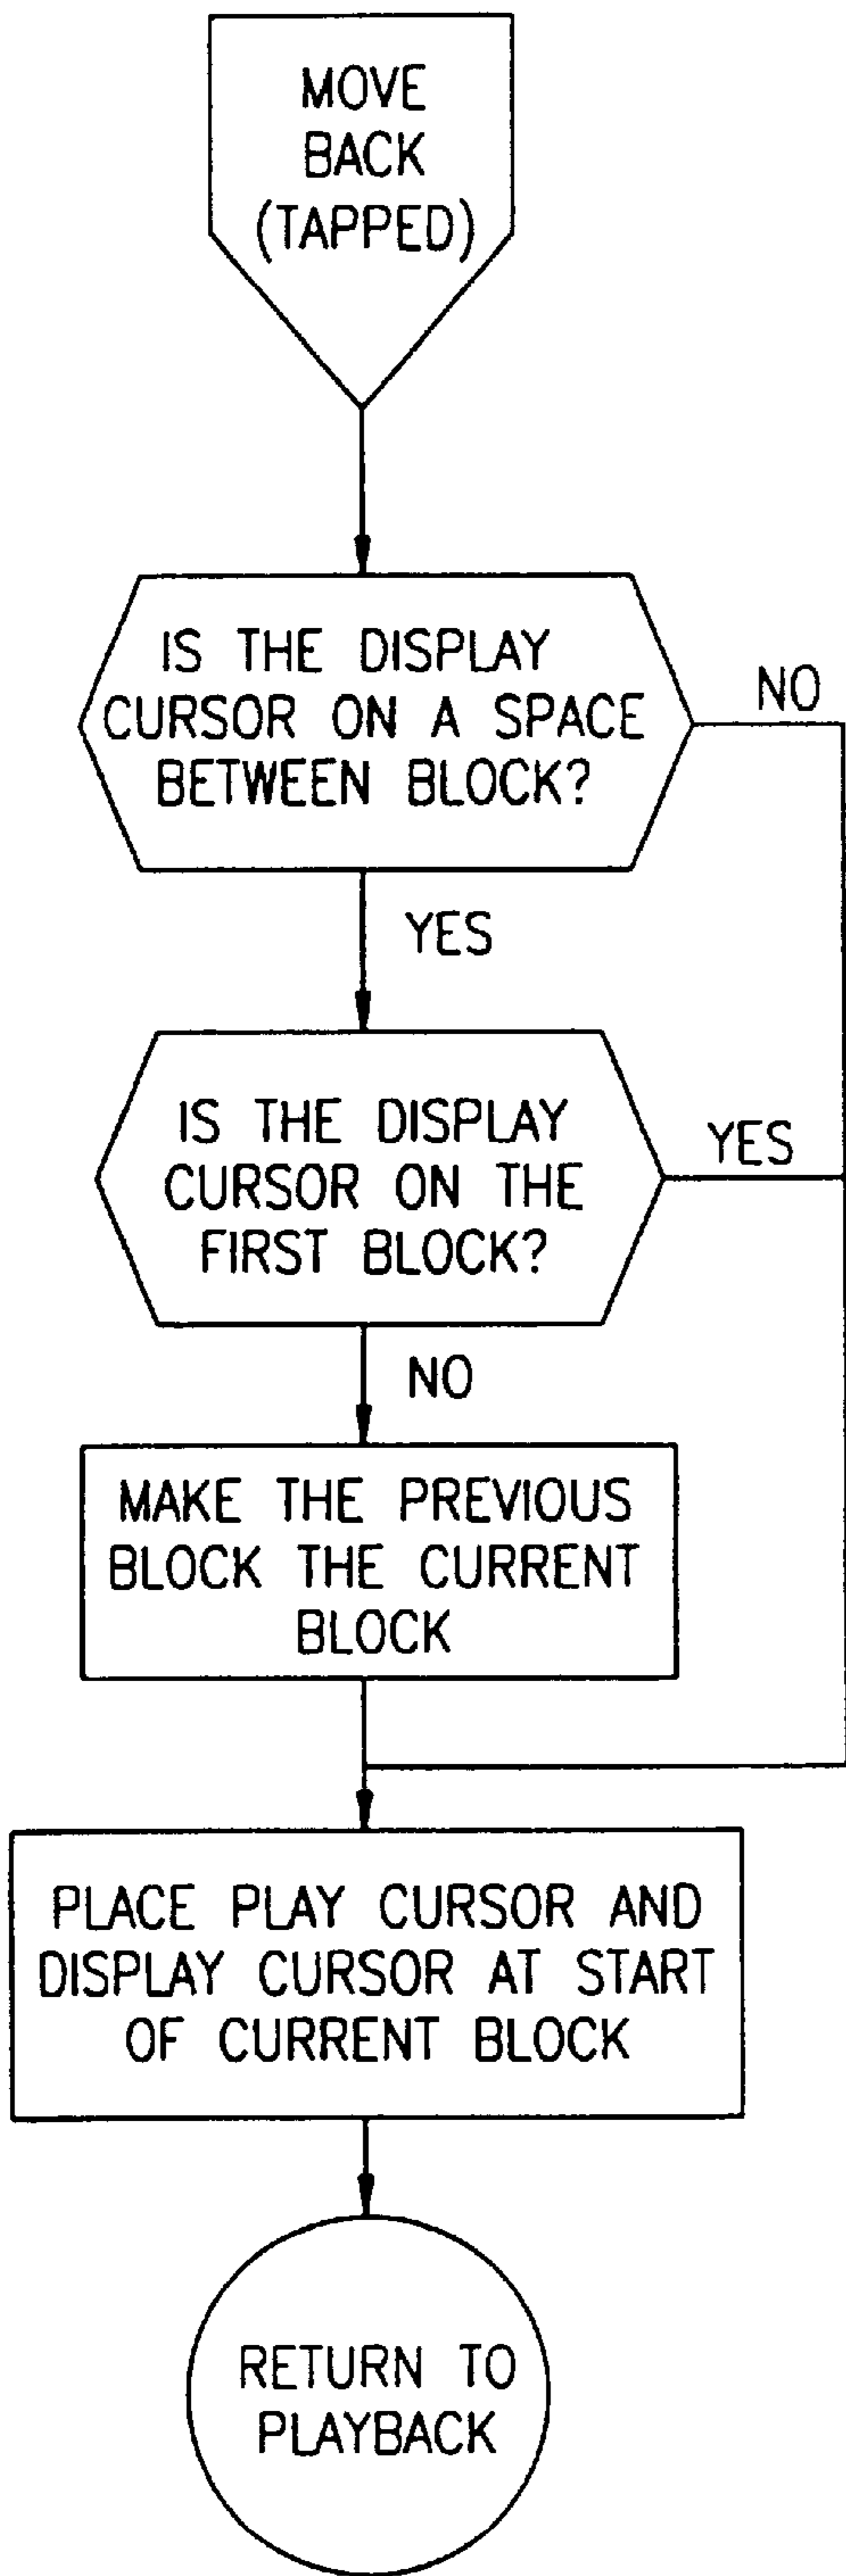 MOVE
BACK
(TAPPED)
IS THE DISPLAY
CURSOR ON A SPACE
BETWEEN BLOCK?
NO
YES
IS THE DISPLAY
CURSOR ON THE
FIRST BLOCK?
YES
NO
MAKE THE PREVIOUS
BLOCK THE CURRENT
BLOCK
PLACE PLAY CURSOR AND
DISPLAY CURSOR AT START
OF CURRENT BLOCK
RETURN TO
PLAYBACK